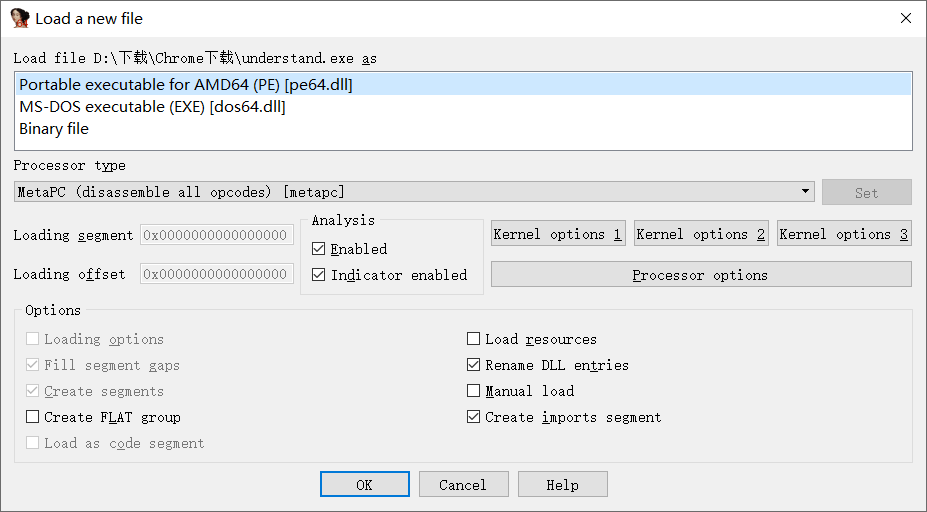 Load a new file
Load file D:\下载\Chrome下载\understand.exe as
Portable executable for AMD64 (PE) [pe64.dll]
MS-DOS executable (EXE) [dos64.dll]
Binary file
Processor type
MetaPC (disassemble all opcodes) [metapc]
Set
Loading segment 0x0000000000000000
Loading offset 0x0000000000000000
Analysis
Enabled
Indicator enabled
Kernel options 1
Kernel options 2
Kernel options 3
Processor options
Options
Loading options
Fill segment gaps
Create segments
Create FLAT group
Load as code segment
Load resources
Rename DLL entries
Manual load
Create imports segment
OK
Cancel
Help